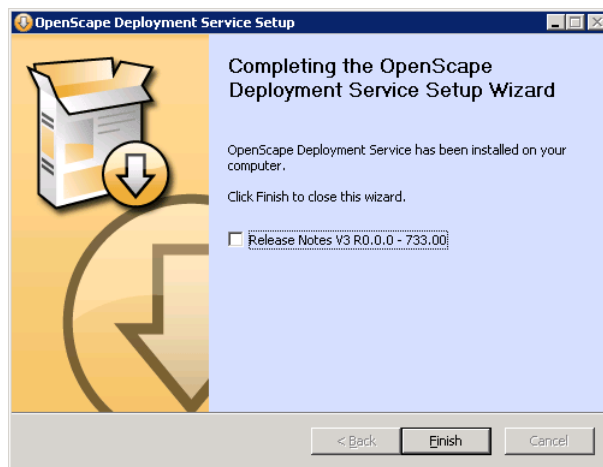 OpenScape Deployment Service Setup
Completing the OpenScape
Deployment Service Setup Wizard
OpenScape Deployment Service has been installed on your
computer.
Click Finish to close this wizard.
Release Notes V3 R0.0.0 - 733.00
< Back
Finish
Cancel